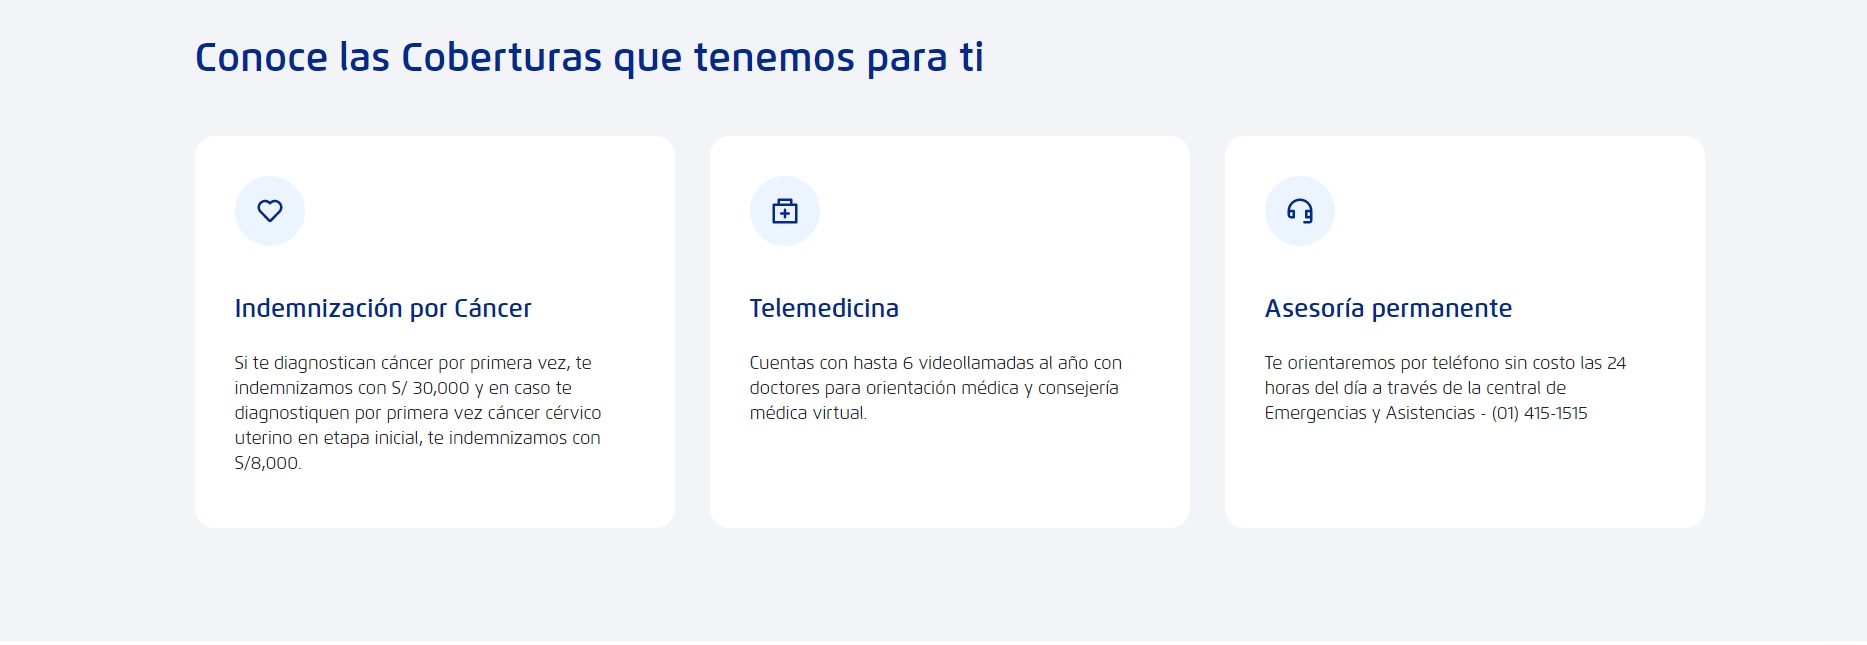 Conoce las Coberturas que tenemos para ti
Indemnización por Cáncer
Si te diagnostican cáncer por primera vez, te
indemnizamos con S/ 30,000 y en caso te
diagnostiquen por primera vez cáncer cérvico
uterino en etapa inicial, te indemnizamos con
S/8,000.
Telemedicina
Cuentas con hasta 6 videollamadas al año con
doctores para orientación médica y consejería
médica virtual.
Asesoría permanente
Te orientaremos por teléfono sin costo las 24
horas del día a través de la central de
Emergencias y Asistencias - (01) 415-1515